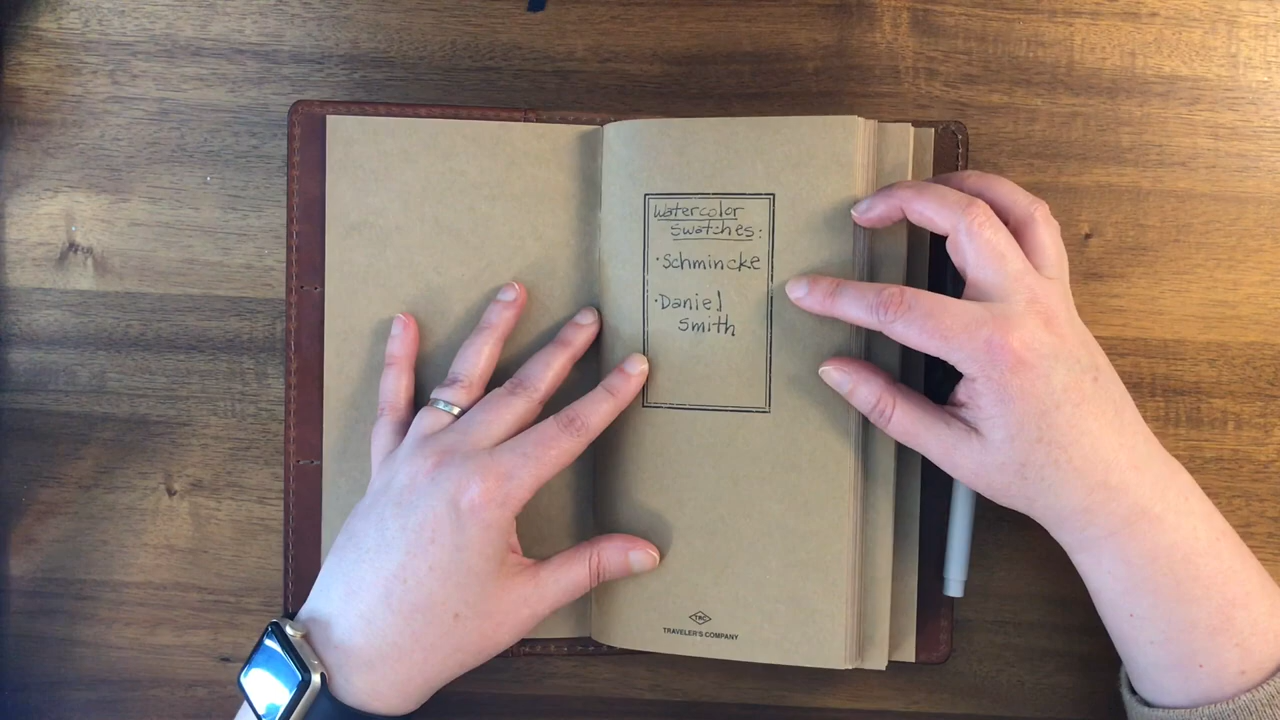 Watercolor
Swatches:
·Schmincke
·Daniel
Smith
TRC
TRAVELER'S COMPANY